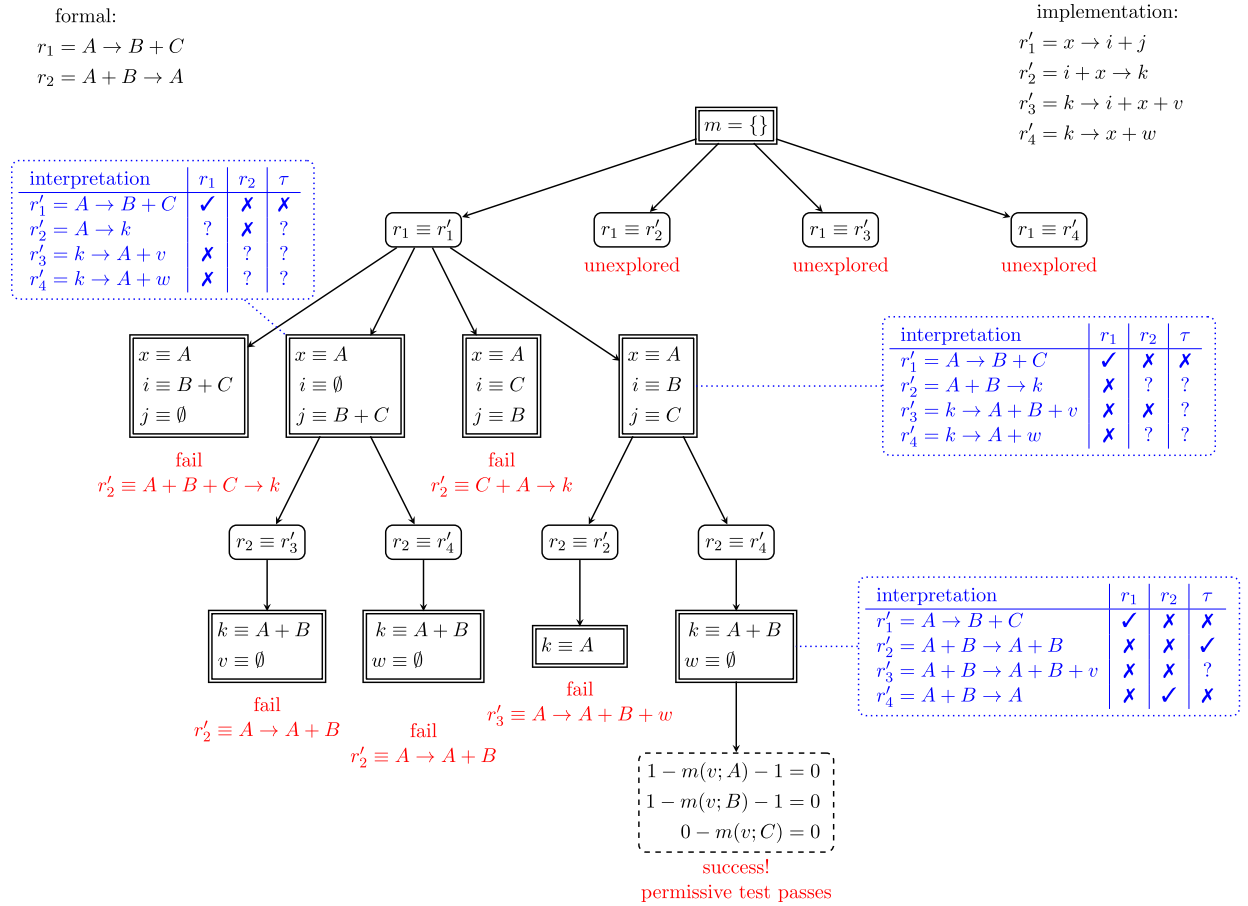 formal:
r₁ = A → B + C
r₂ = A + B → A
implementation:
r′₁ = x → i + j
r′₂ = i + x → k
r′₃ = k → i + x + v
r′₄ = k → x + w
m = {}
interpretation r₁ r₂ τ
r′₁ = A → B + C ✓ ✗ ✗
r′₂ = A → k ? ✗ ?
r′₃ = k → A + v ✗ ? ?
r′₄ = k → A + w ✗ ? ?
r₁ ≡ r′₁
r₁ ≡ r′₂
unexplored
r₁ ≡ r′₃
unexplored
r₁ ≡ r′₄
unexplored
x ≡ A
i ≡ B + C
j ≡ ∅
fail
r′₂ ≡ A + B + C → k
x ≡ A
i ≡ ∅
j ≡ B + C
x ≡ A
i ≡ C
j ≡ B
fail
r′₂ ≡ C + A → k
x ≡ A
i ≡ B
j ≡ C
interpretation r₁ r₂ τ
r′₁ = A → B + C ✓ ✗ ✗
r′₂ = A + B → k ✗ ? ?
r′₃ = k → A + B + v ✗ ✗ ?
r′₄ = k → A + w ✗ ? ?
r₂ ≡ r′₃
r₂ ≡ r′₄
r₂ ≡ r′₂
r₂ ≡ r′₄
k ≡ A + B
v ≡ ∅
fail
r′₂ ≡ A → A + B
k ≡ A + B
w ≡ ∅
fail
r′₂ ≡ A → A + B
k ≡ A
fail
r′₃ ≡ A → A + B + w
k ≡ A + B
w ≡ ∅
interpretation r₁ r₂ τ
r′₁ = A → B + C ✓ ✗ ✗
r′₂ = A + B → A + B ✗ ✗ ✓
r′₃ = A + B → A + B + v ✗ ✗ ?
r′₄ = A + B → A ✗ ✓ ✗
1 − m(v; A) − 1 = 0
1 − m(v; B) − 1 = 0
0 − m(v; C) = 0
success!
permissive test passes